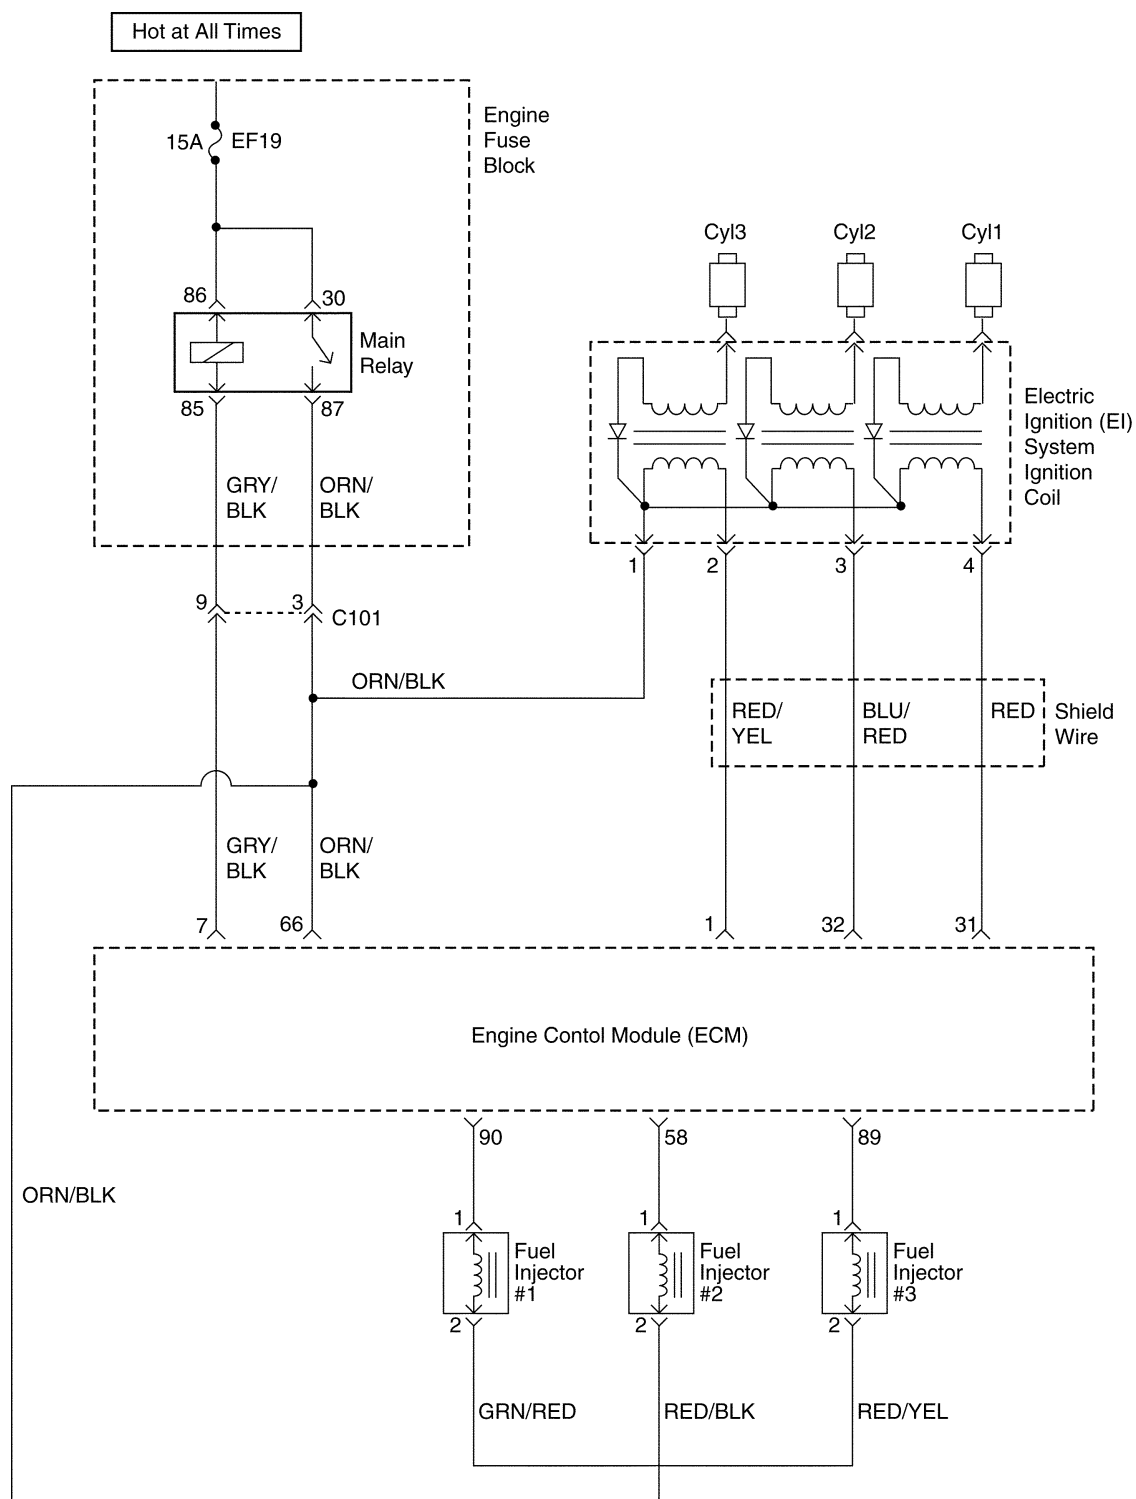 Hot at All Times
Engine
Fuse
Block
15A
EF19
Cyl3
Cyl2
Cyl1
86
30
Main
Relay
85
87
Electric
Ignition (EI)
System
Ignition
Coil
GRY/
BLK
ORN/
BLK
1
2
3
4
9
3
C101
ORN/BLK
RED/
YEL
BLU/
RED
RED
Shield
Wire
GRY/
BLK
ORN/
BLK
7
66
1
32
31
Engine Contol Module (ECM)
90
58
89
ORN/BLK
1
Fuel
Injector
#1
2
1
Fuel
Injector
#2
2
1
Fuel
Injector
#3
2
GRN/RED
RED/BLK
RED/YEL